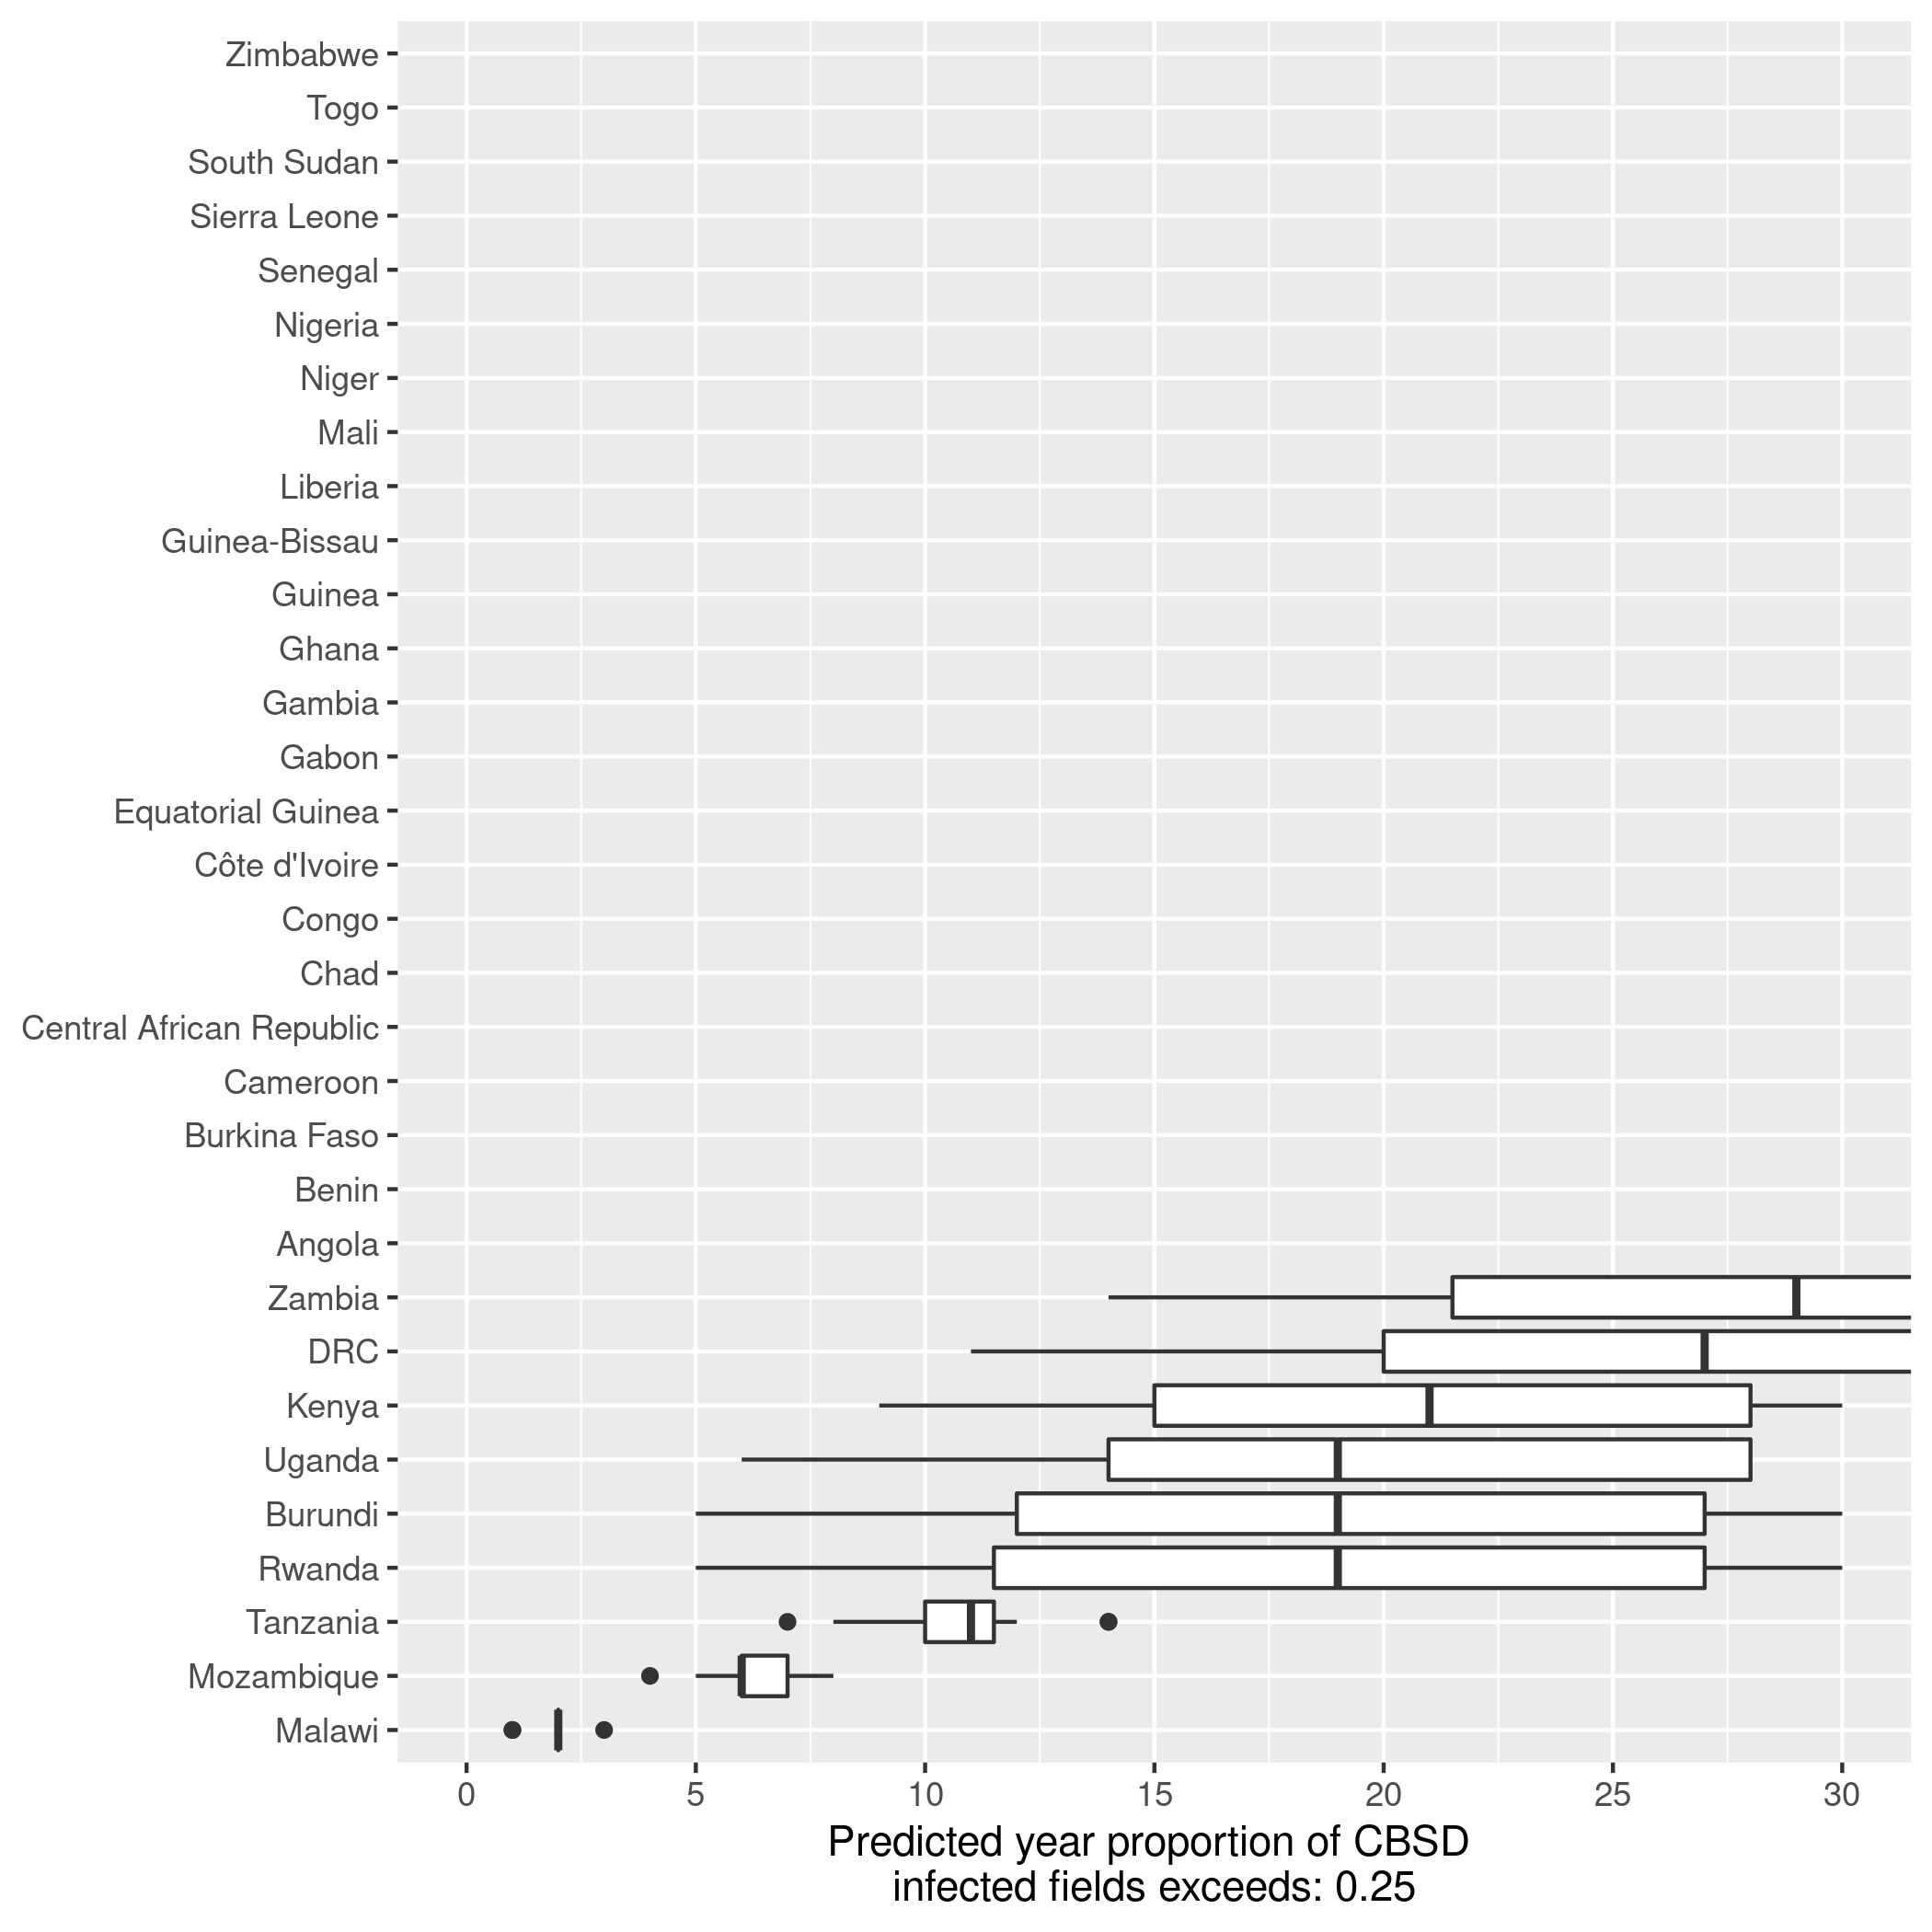 Zimbabwe
Togo
South Sudan
Sierra Leone
Senegal
Nigeria
Niger
Mali
Liberia
Guinea-Bissau
Guinea
Ghana
Gambia
Gabon
Equatorial Guinea
Côte d'Ivoire
Congo
Chad
Central African Republic
Cameroon
Burkina Faso
Benin
Angola
Zambia
DRC
Kenya
Uganda
Burundi
Rwanda
Tanzania
Mozambique
Malawi
0 5 10 15 20 25 30
Predicted year proportion of CBSD
infected fields exceeds: 0.25